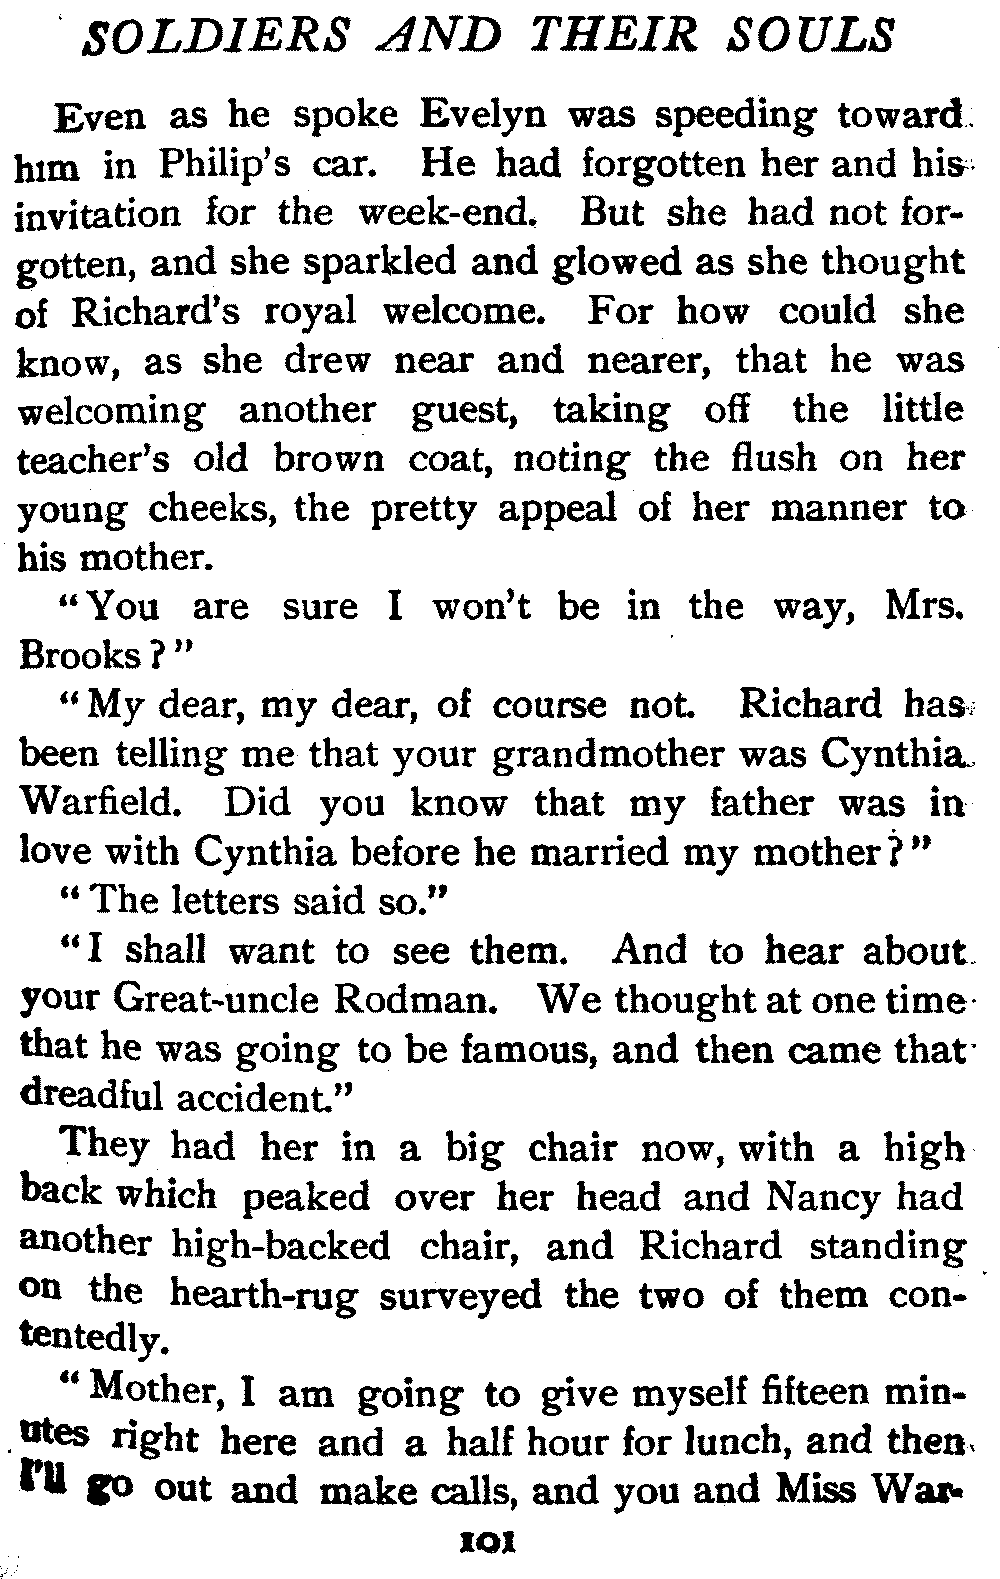 SOLDIERS AND THEIR SOULS
Even as he spoke Evelyn was speeding toward
him in Philip's car. He had forgotten her and his
invitation for the week-end. But she had not for-
gotten, and she sparkled and glowed as she thought
of Richard's royal welcome. For how could she
know, as she drew near and nearer, that he was
welcoming another guest, taking off the little
teacher's old brown coat, noting the flush on her
young cheeks, the pretty appeal of her manner to
his mother.
"You are sure I won't be in the way, Mrs.
Brooks?"
"My dear, my dear, of course not. Richard has
been telling me that your grandmother was Cynthia
Warfield. Did you know that my father was in
love with Cynthia before he married my mother?"
"The letters said so."
"I shall want to see them. And to hear about
your Great-uncle Rodman. We thought at one time
that he was going to be famous, and then came that
dreadful accident."
They had her in a big chair now, with a high
back which peaked over her head and Nancy had
another high-backed chair, and Richard standing
on the hearth-rug surveyed the two of them con-
tentedly.
"Mother, I am going to give myself fifteen min-
utes right here and a half hour for lunch, and then
I'll go out and make calls, and you and Miss War-
101